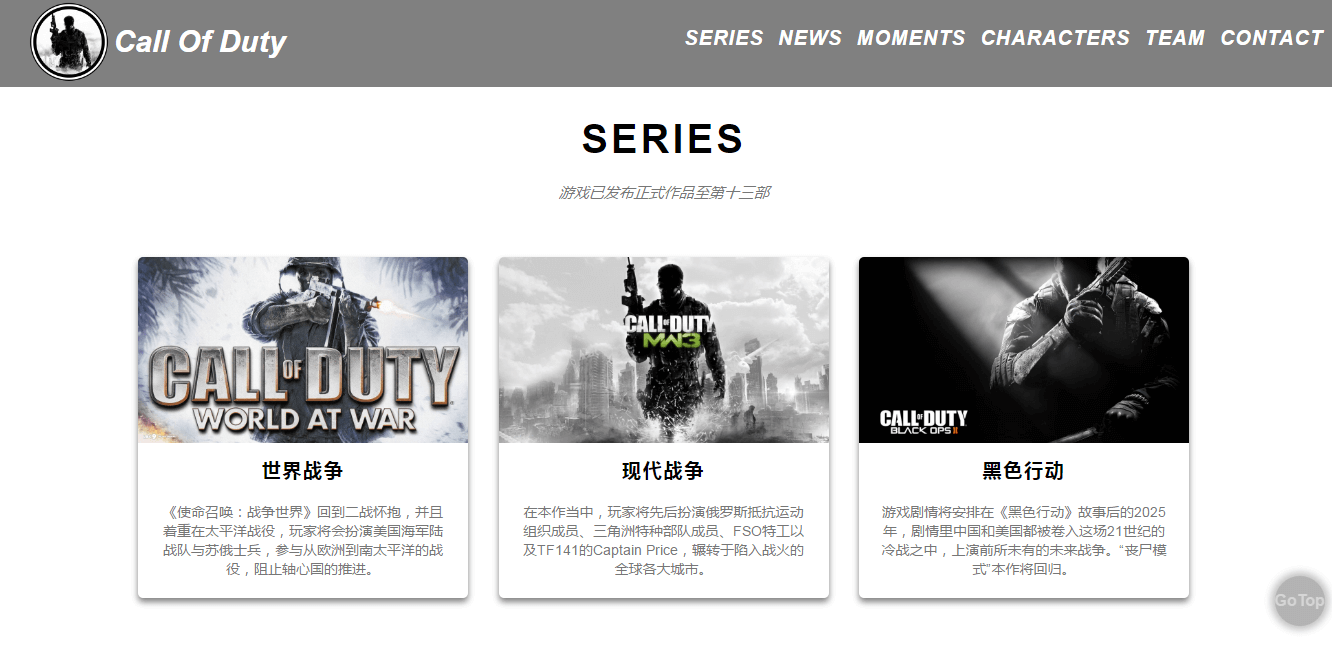 Call Of Duty
SERIES NEWS MOMENTS CHARACTERS TEAM CONTACT
SERIES
游戏已发布正式作品至第十三部
CALL OF DUTY
WORLD AT WAR
CALL OF DUTY
MW3
CALL OF DUTY
BLACK OPS II
世界战争
《使命召唤：战争世界》回到二战怀抱，并且
着重在太平洋战役，玩家将会扮演美国海军陆
战队与苏俄士兵，参与从欧洲到南太平洋的战
役，阻止轴心国的推进。
现代战争
在本作当中，玩家将先后扮演俄罗斯抵抗运动
组织成员、三角洲特种部队成员、FSO特工以
及TF141的Captain Price，辗转于陷入战火的
全球各大城市。
黑色行动
游戏剧情将安排在《黑色行动》故事后的2025
年，剧情里中国和美国都被卷入这场21世纪的
冷战之中，上演前所未有的未来战争。“丧尸模
式”本作将回归。
GoTop